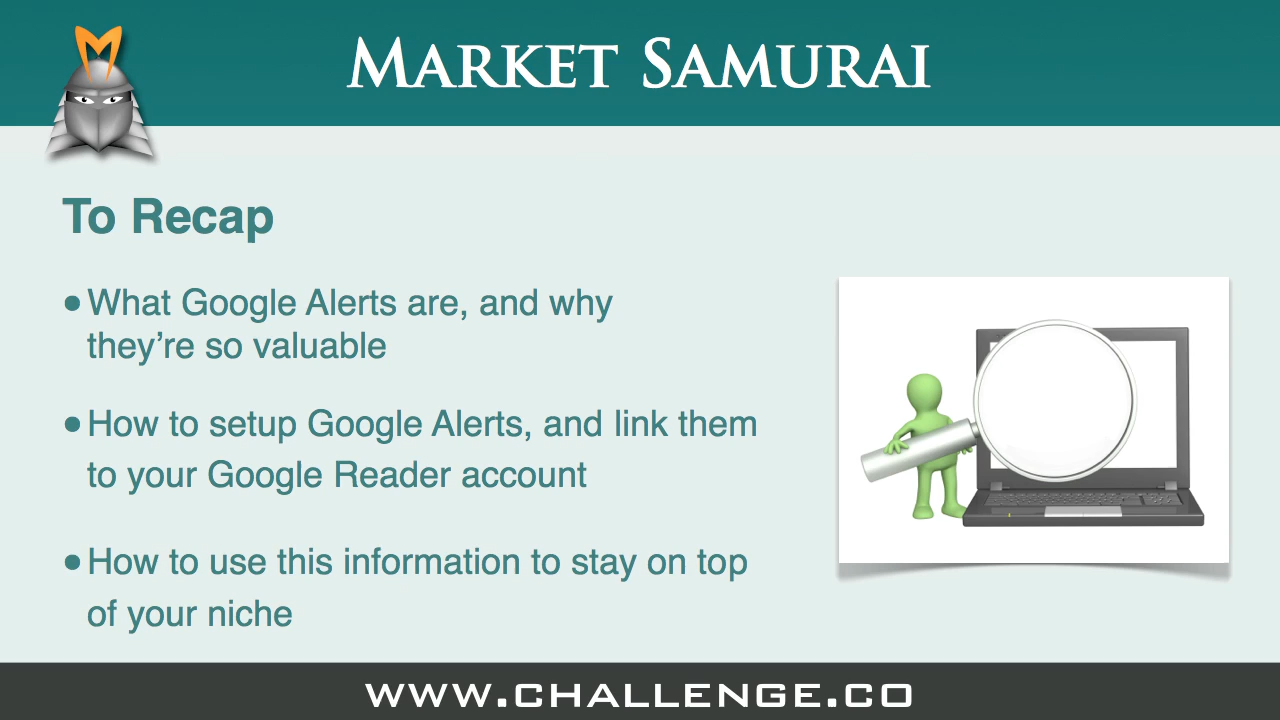 MARKET SAMURAI
To Recap
•What Google Alerts are, and why
they’re so valuable
•How to setup Google Alerts, and link them
to your Google Reader account
•How to use this information to stay on top
of your niche
WWW.CHALLENGE.CO